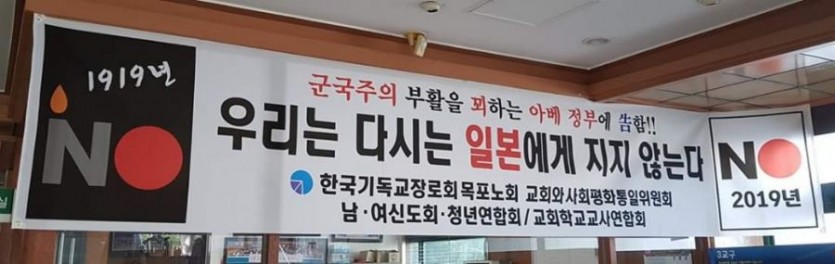 1919년
NO
군국주의 부활을 꾀하는 아베 정부에 告함!!
우리는 다시는 일본에게 지지 않는다
한국기독교장로회목포노회 교회와사회평화통일위원회
남·여신도회·청년연합회/교회학교교사연합회
NO
2019년
3교구